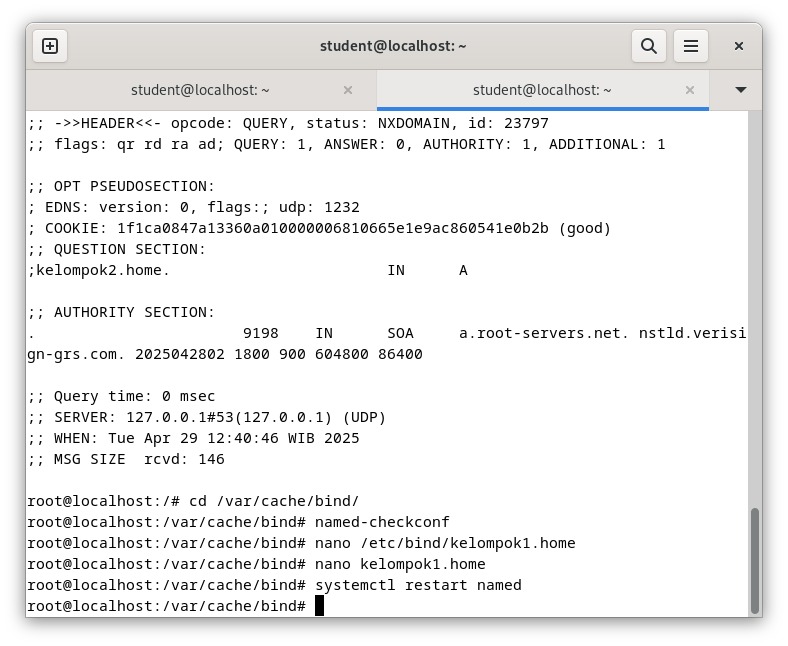 student@localhost: ~
student@localhost: ~
student@localhost: ~
;; ->>HEADER<<- opcode: QUERY, status: NXDOMAIN, id: 23797
;; flags: qr rd ra ad; QUERY: 1, ANSWER: 0, AUTHORITY: 1, ADDITIONAL: 1
;; OPT PSEUDOSECTION:
; EDNS: version: 0, flags:; udp: 1232
; COOKIE: 1f1ca0847a13360a010000006810665e1e9ac860541e0b2b (good)
;; QUESTION SECTION:
;kelompok2.home.                        IN      A
;; AUTHORITY SECTION:
.                       9198    IN      SOA     a.root-servers.net. nstld.verisi
gn-grs.com. 2025042802 1800 900 604800 86400
;; Query time: 0 msec
;; SERVER: 127.0.0.1#53(127.0.0.1) (UDP)
;; WHEN: Tue Apr 29 12:40:46 WIB 2025
;; MSG SIZE  rcvd: 146
root@localhost:/# cd /var/cache/bind/
root@localhost:/var/cache/bind# named-checkconf
root@localhost:/var/cache/bind# nano /etc/bind/kelompok1.home
root@localhost:/var/cache/bind# nano kelompok1.home
root@localhost:/var/cache/bind# systemctl restart named
root@localhost:/var/cache/bind#